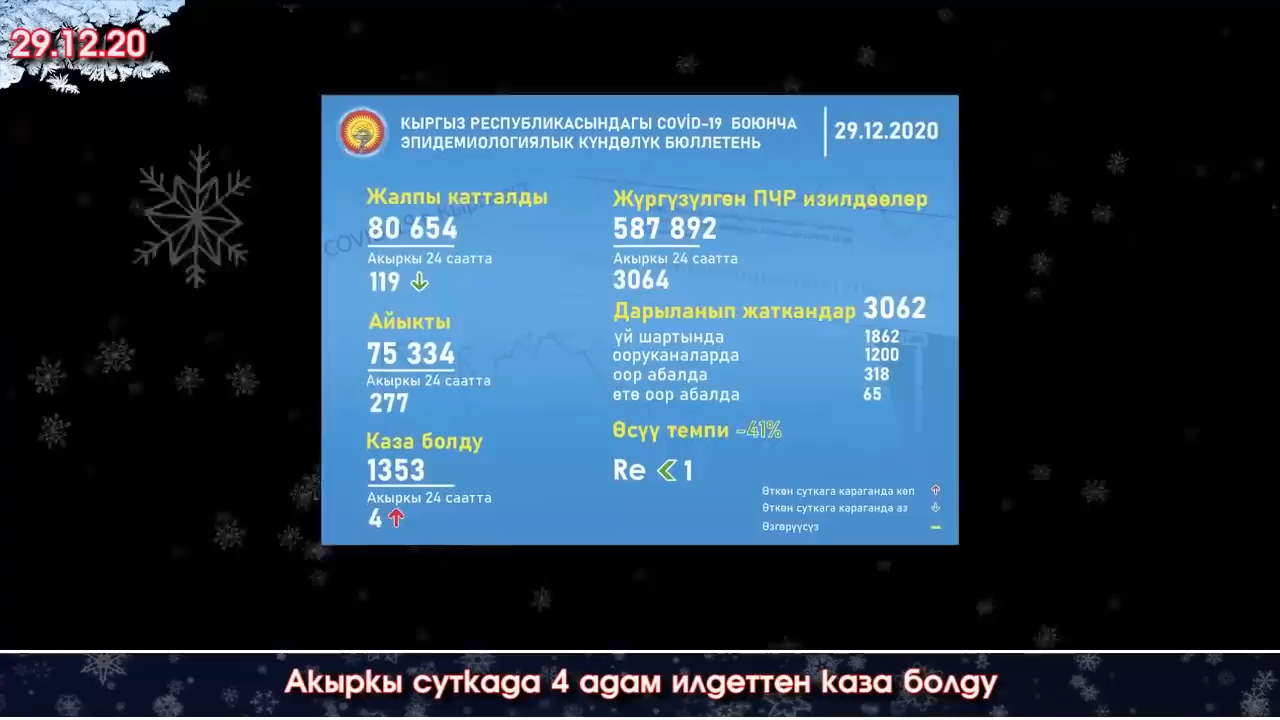 29.12.20
КЫРГЫЗ РЕСПУБЛИКАСЫНДАГЫ COVİD-19 БОЮНЧА
ЭПИДЕМИОЛОГИЯЛЫК КҮНДӨЛҮК БЮЛЛЕТЕНЬ
29.12.2020
Жалпы катталды
80 654
Акыркы 24 саатта
119
Айыкты
75 334
Акыркы 24 саатта
277
Каза болду
1353
Акыркы 24 саатта
4
Жүргүзүлгөн ПЧР изилдөөлөр
587 892
Акыркы 24 саатта
3064
Дарыланып жаткандар 3062
үй шартында 1862
ооруканаларда 1200
оор абалда 318
өтө оор абалда 65
Өсүү темпи -41%
Re < 1
Өткөн суткага караганда көп ↑
Өткөн суткага караганда аз ↓
Өзгөрүүсүз –
Акыркы суткада 4 адам илдеттен каза болду